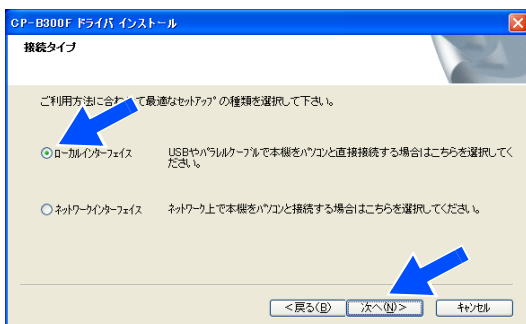 CP-B300F ドライバ インストール
接続タイプ
ご利用方法に合わせて最適なセットアップの種類を選択して下さい。
ローカルインターフェイス
USBやパラレルケーブルで本機をパソコンと直接接続する場合はこちらを選択してく
ださい。
ネットワークインターフェイス
ネットワーク上で本機をパソコンと接続する場合はこちらを選択してください。
<戻る(B)
次へ(N)>
キャンセル